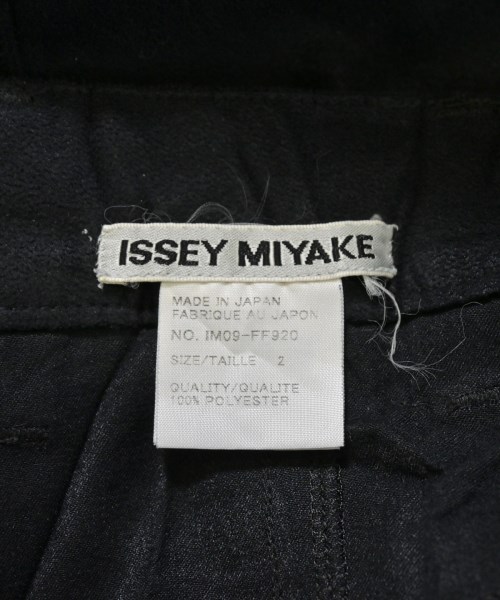 ISSEY MIYAKE
MADE IN JAPAN
FABRIQUE AU JAPON
NO. IM09-FF920
SIZE/TAILLE 2
QUALITY/QUALITE
100% POLYESTER